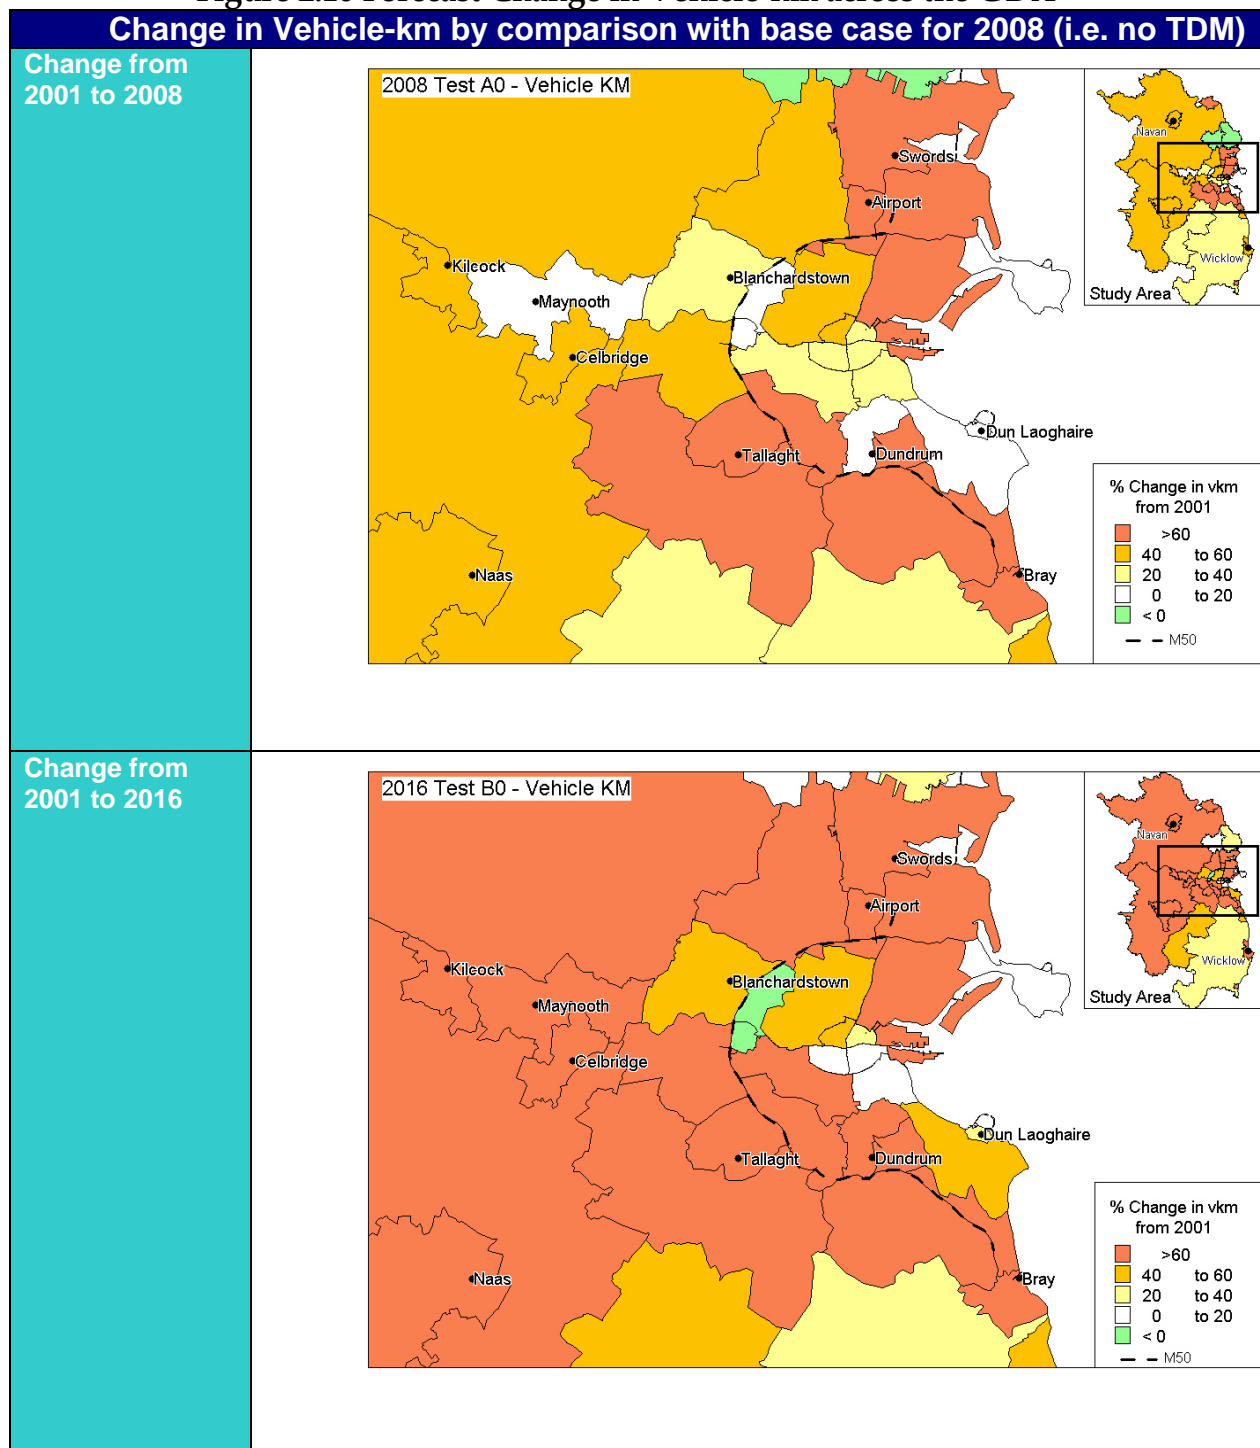 Change in Vehicle-km by comparison with base case for 2008 (i.e. no TDM)
Change from
2001 to 2008
2008 Test A0 - Vehicle KM
Swords
Airport
Kilcock
Blanchardstown
Maynooth
Celbridge
Dun Laoghaire
Tallaght
Dundrum
Naas
Bray
Navan
Wicklow
Study Area
% Change in vkm
from 2001
>60
40 to 60
20 to 40
0 to 20
< 0
M50
Change from
2001 to 2016
2016 Test B0 - Vehicle KM
Swords
Airport
Kilcock
Blanchardstown
Maynooth
Celbridge
Dun Laoghaire
Tallaght
Dundrum
Naas
Bray
Navan
Wicklow
Study Area
% Change in vkm
from 2001
>60
40 to 60
20 to 40
0 to 20
< 0
M50